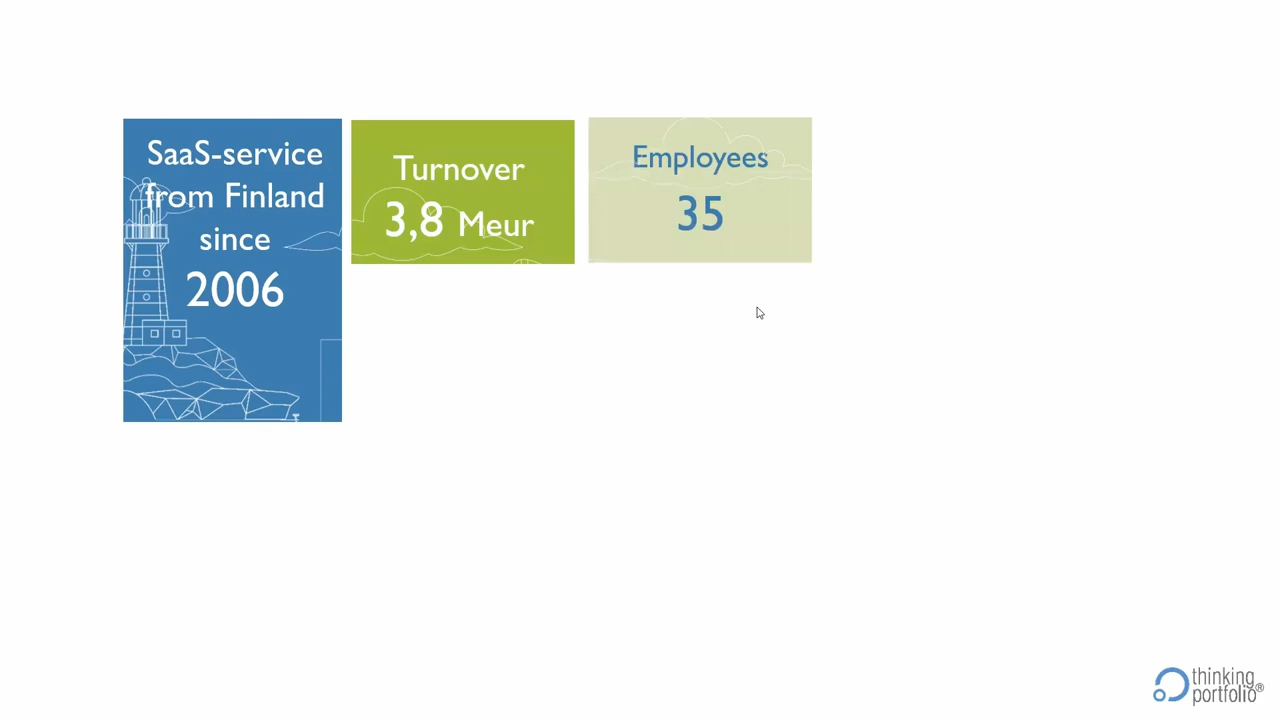 SaaS-service
from Finland
since
2006
Turnover
3,8 Meur
Employees
35
thinking
portfolio®